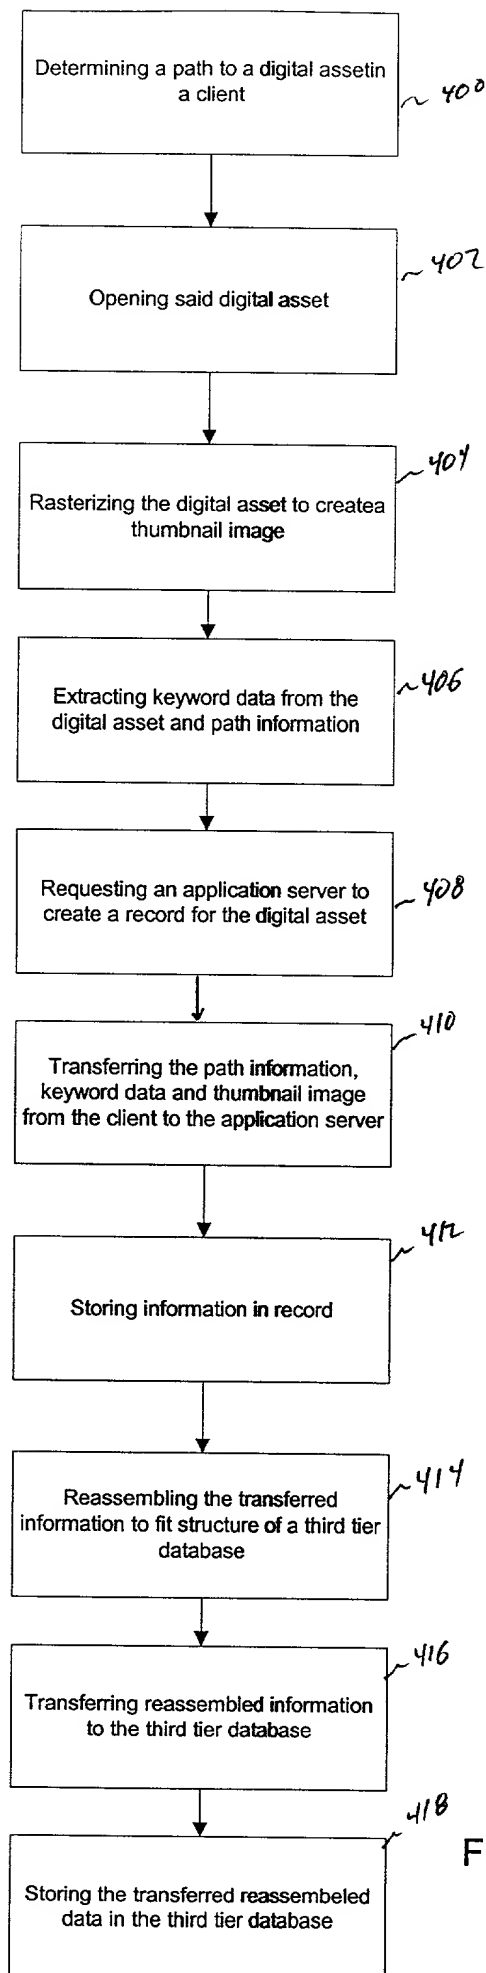 Determining a path to a digital assetin
a client
400
Opening said digital asset
402
Rasterizing the digital asset to createa
thumbnail image
404
Extracting keyword data from the
digital asset and path information
406
Requesting an application server to
create a record for the digital asset
408
Transferring the path information,
keyword data and thumbnail image
from the client to the application server
410
Storing information in record
412
Reassembling the transferred
information to fit structure of a third tier
database
414
Transferring reassembled information
to the third tier database
416
Storing the transferred reassembeled
data in the third tier database
418
F